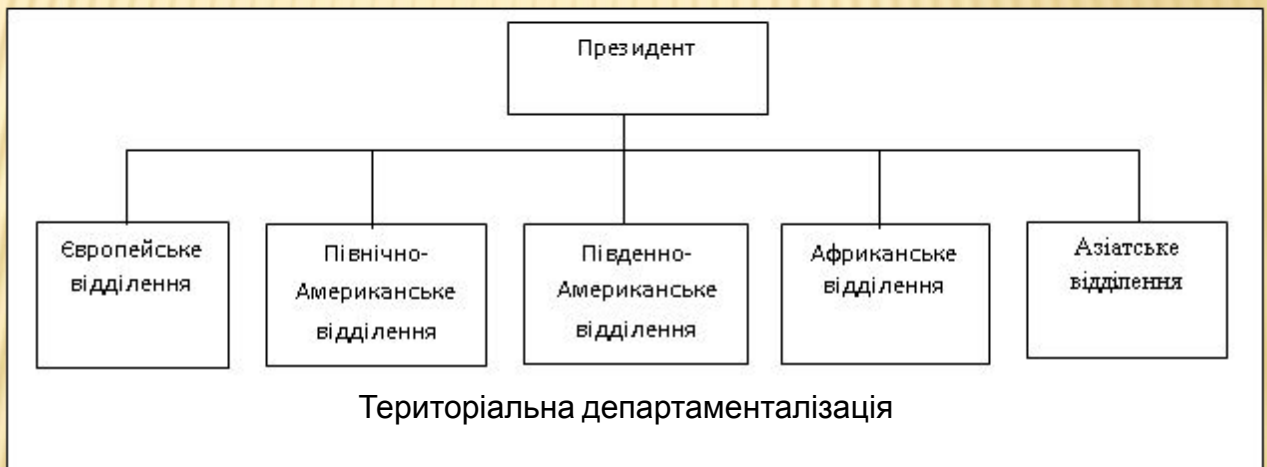 Президент
Європейське
відділення
Північно-
Американське
відділення
Південно-
Американське
відділення
Африканське
відділення
Азіатське
відділення
Територіальна департаменталізація